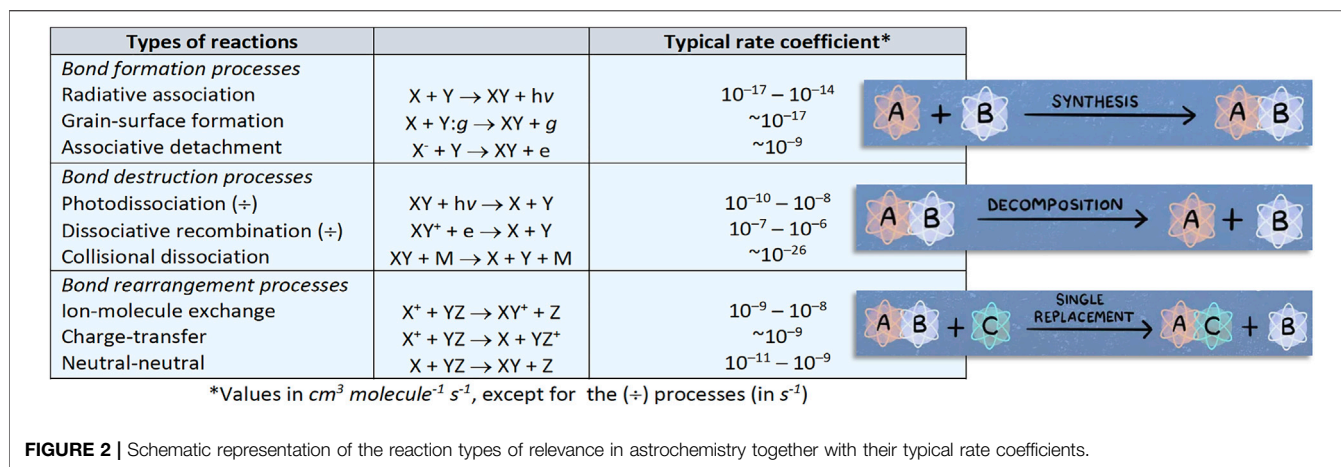 Types of reactions Typical rate coefficient*
Bond formation processes
Radiative association X + Y → XY + hν 10⁻¹⁷ – 10⁻¹⁴
Grain-surface formation X + Y:g → XY + g ~10⁻¹⁷
Associative detachment X⁻ + Y → XY + e ~10⁻⁹
A + B SYNTHESIS A B
Bond destruction processes
Photodissociation (÷) XY + hν → X + Y 10⁻¹⁰ – 10⁻⁸
Dissociative recombination (÷) XY⁺ + e → X + Y 10⁻⁷ – 10⁻⁶
Collisional dissociation XY + M → X + Y + M ~10⁻²⁶
A B DECOMPOSITION A + B
Bond rearrangement processes
Ion-molecule exchange X⁺ + YZ → XY⁺ + Z 10⁻⁹ – 10⁻⁸
Charge-transfer X⁺ + YZ → X + YZ⁺ ~10⁻⁹
Neutral-neutral X + YZ → XY + Z 10⁻¹¹ – 10⁻⁹
A B + C SINGLE
REPLACEMENT A C + B
*Values in cm³ molecule⁻¹ s⁻¹, except for the (÷) processes (in s⁻¹)
FIGURE 2 | Schematic representation of the reaction types of relevance in astrochemistry together with their typical rate coefficients.